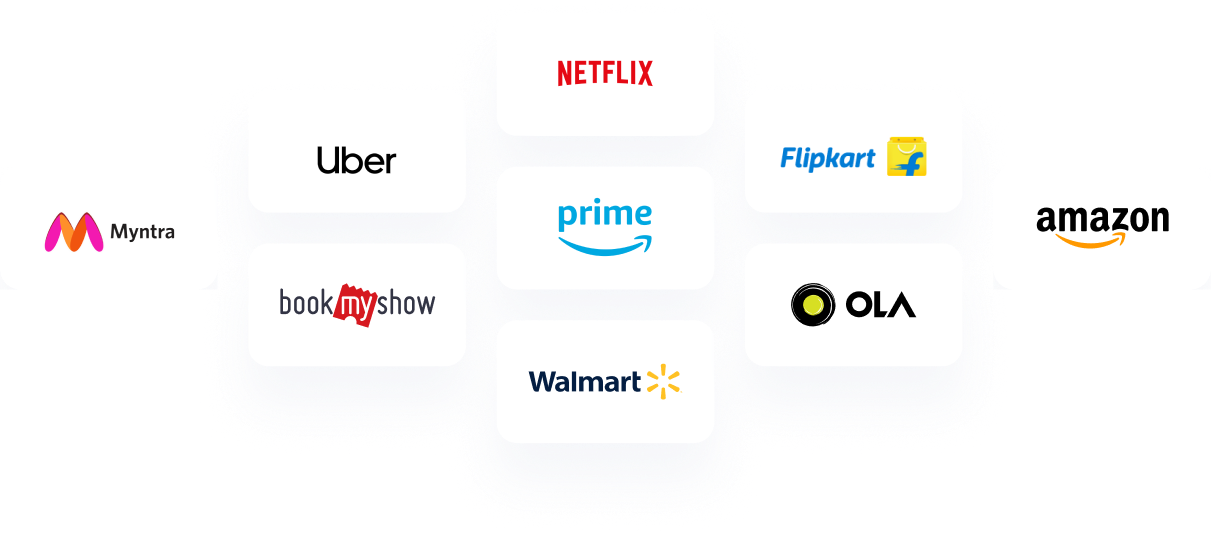 NETFLIX
Uber
Flipkart
prime
Myntra
amazon
bookmyshow
OLA
Walmart